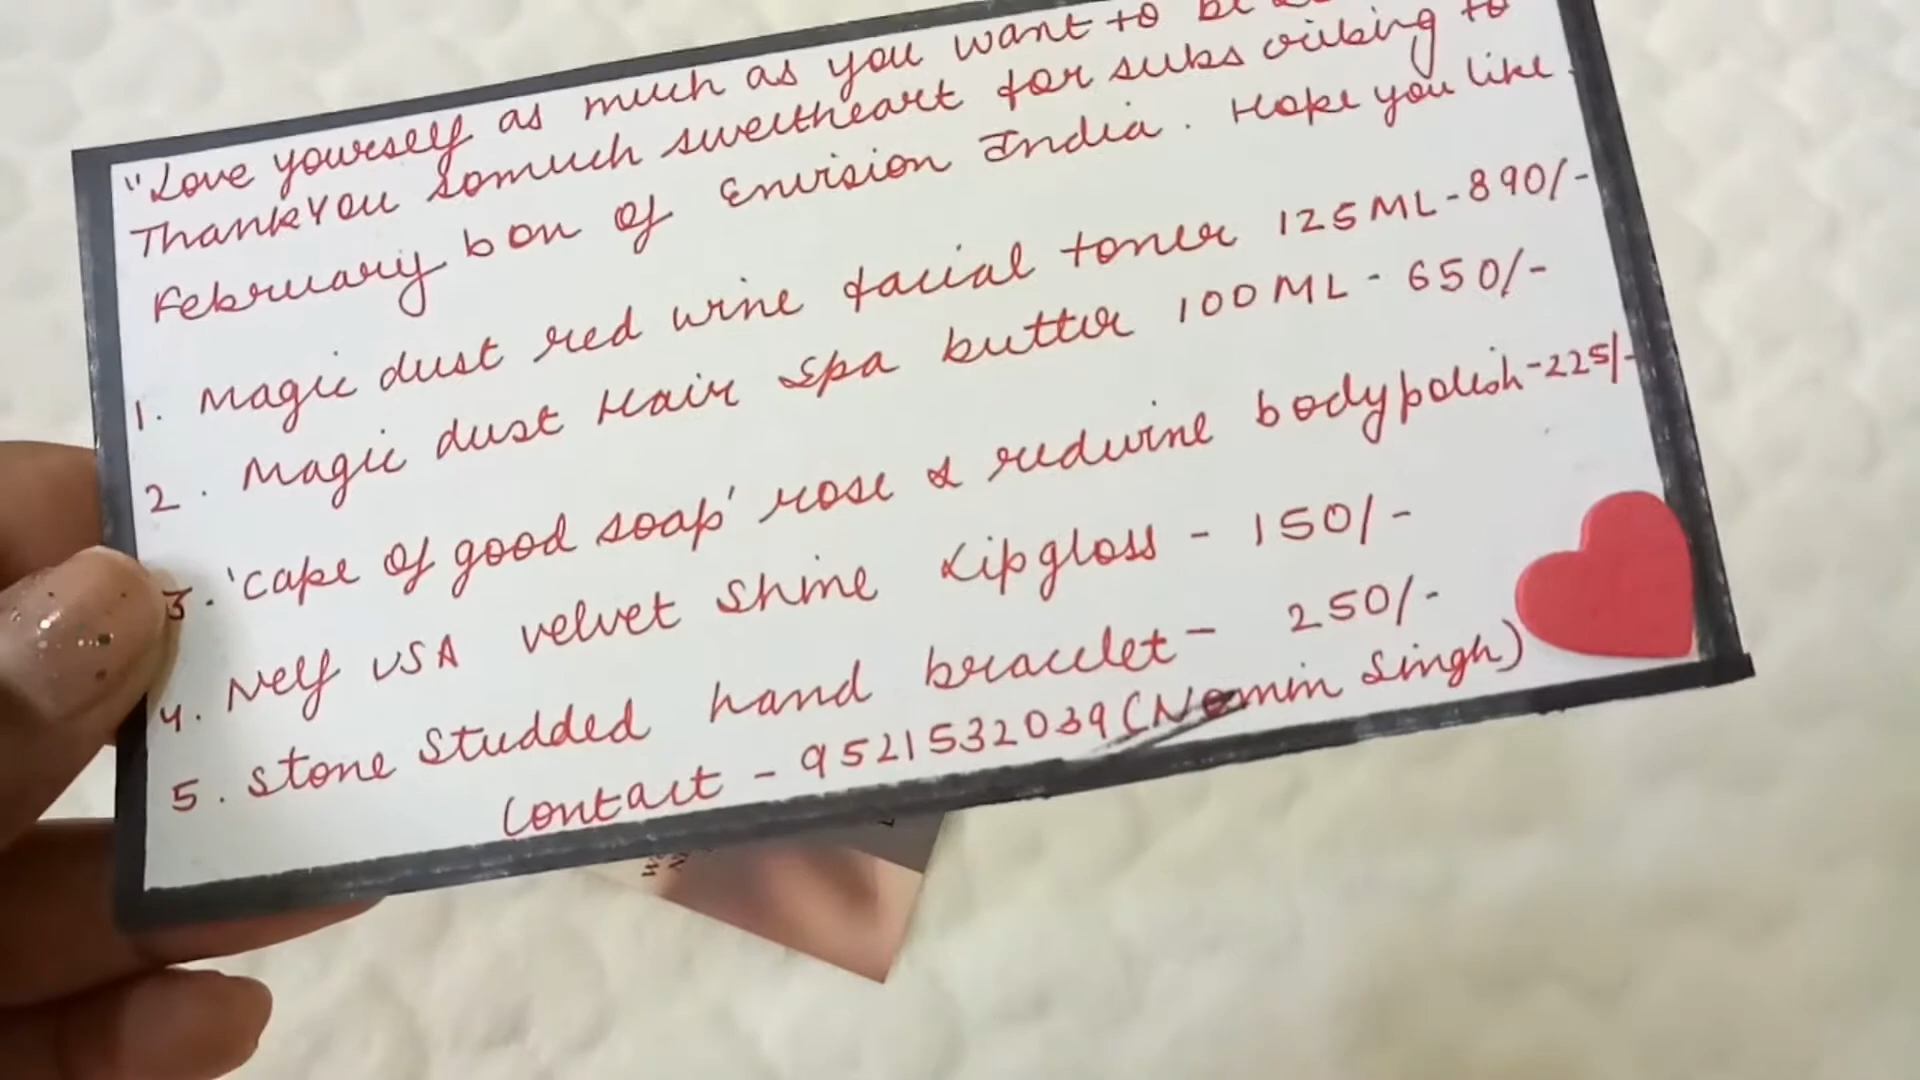 "Love yourself as much as you want to be
ThankYou somuch sweetheart for subscribing to
February box of Envision India. Hope you like
1. Magic dust red wine facial toner 125ML-890/-
2. Magic dust Hair Spa butter 100ML- 650/-
3. 'Cape of good soap' rose & redwine bodypolish-225/-
4. Nelf USA velvet shine Lipgloss - 150/-
5. Stone Studded hand bracelet- 250/-
Contact - 9521532039 (Nomin Singh)